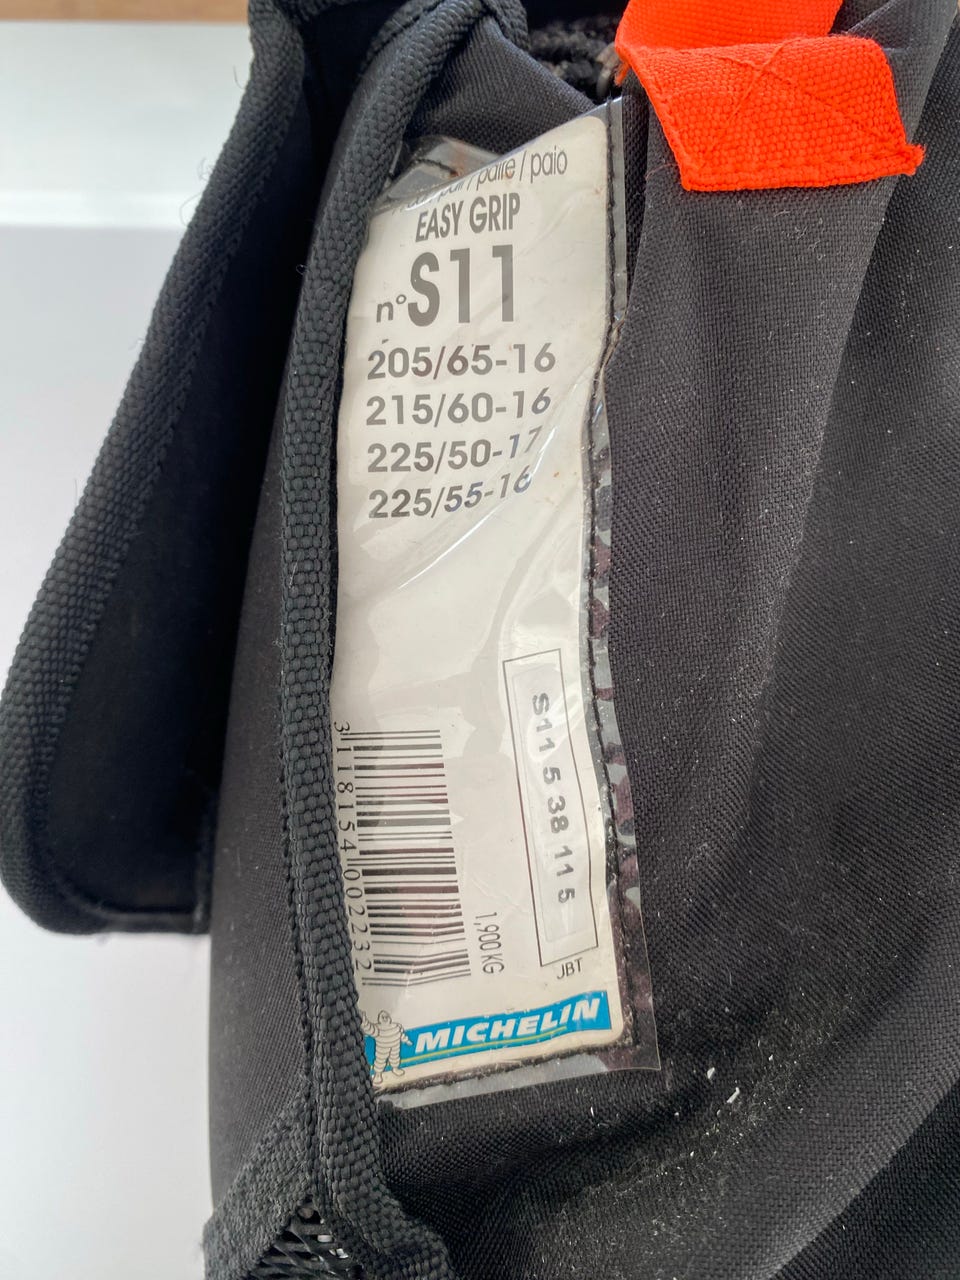 pair / paire / paio
EASY GRIP
n° S11
205/65-16
215/60-16
225/50-17
225/55-16
S11 5 38 11 5
JBT
3118154002232
1,900 KG
MICHELIN